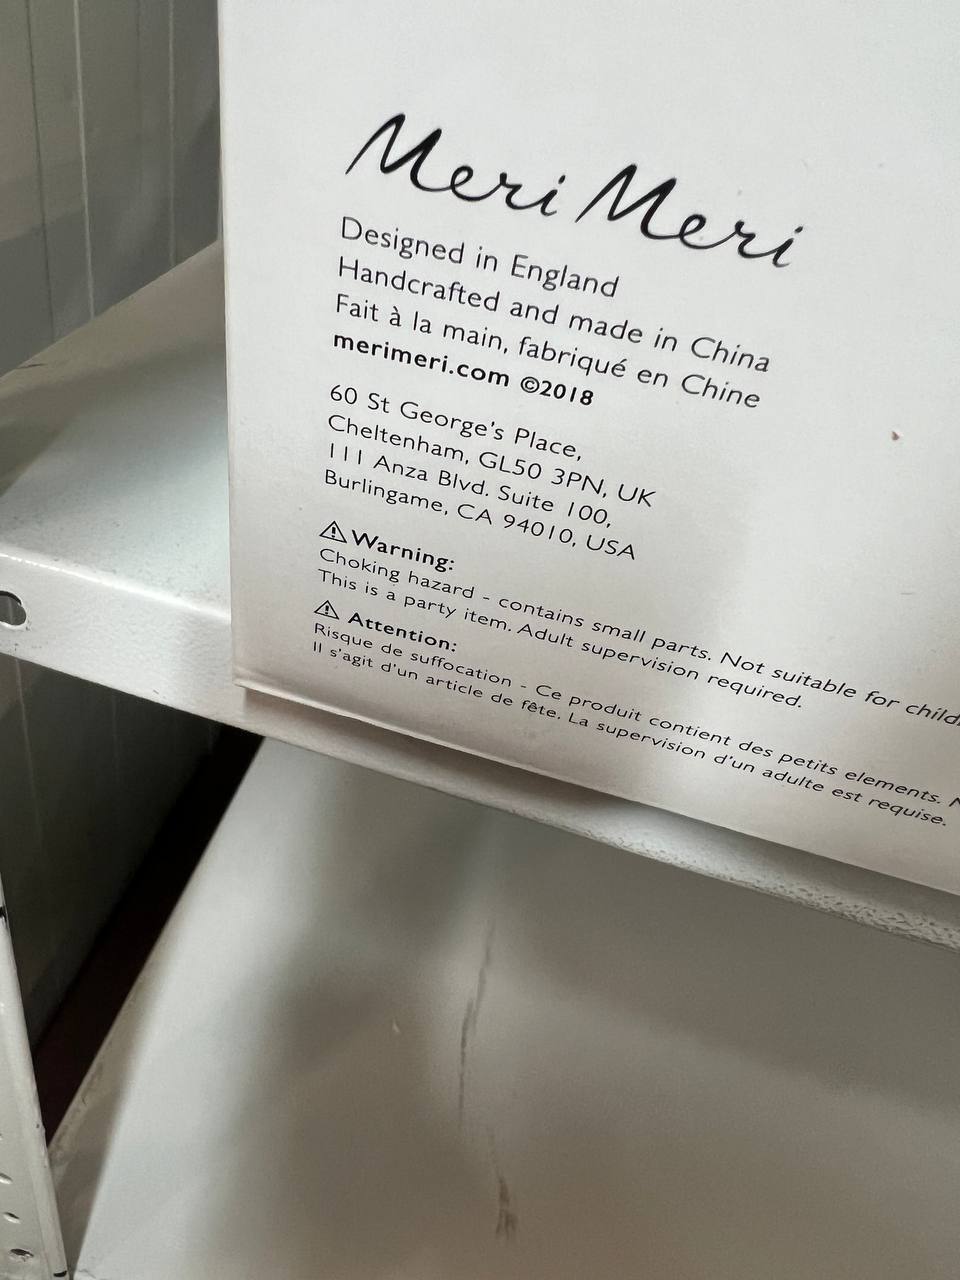 Meri Meri
Designed in England
Handcrafted and made in China
Fait à la main, fabriqué en Chine
merimeri.com ©2018
60 St George's Place,
Cheltenham, GL50 3PN, UK
111 Anza Blvd. Suite 100,
Burlingame, CA 94010, USA
⚠ Warning:
Choking hazard - contains small parts. Not suitable for
This is a party item. Adult supervision required.
⚠ Attention:
Risque de suffocation - Ce produit contient des petits elements.
Il s'agit d'un article de fête. La supervision d'un adulte est requise.